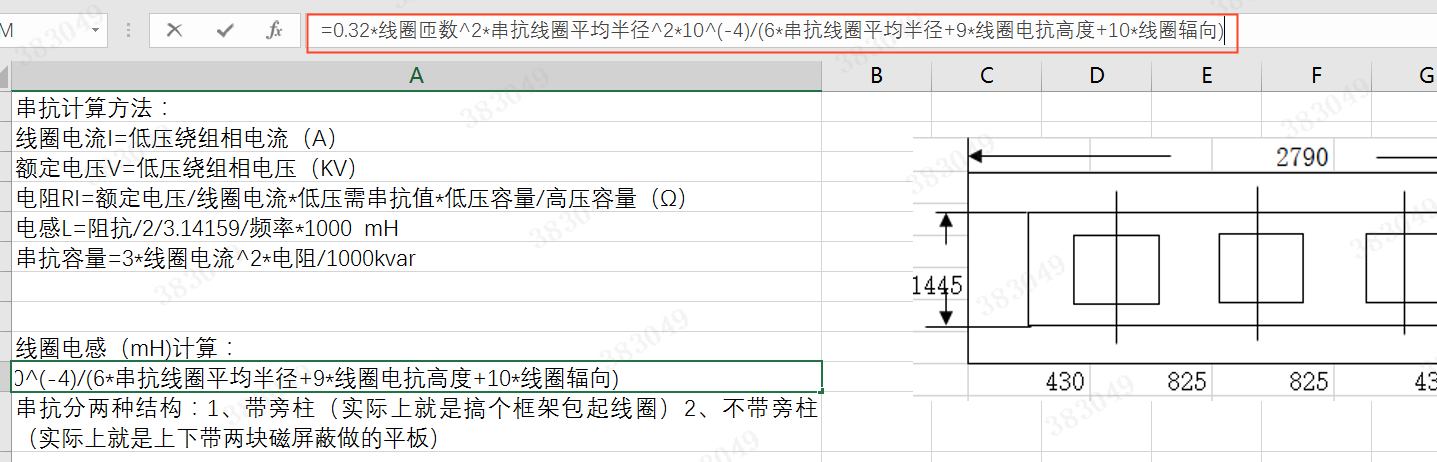 M
=0.32*线圈匝数^2*串抗线圈平均半径^2*10^(-4)/(6*串抗线圈平均半径+9*线圈电抗高度+10*线圈辐向)
A B C D E F G
串抗计算方法：
线圈电流I=低压绕组相电流（A）
额定电压V=低压绕组相电压（KV）
电阻RI=额定电压/线圈电流*低压需串抗值*低压容量/高压容量（Ω）
电感L=阻抗/2/3.14159/频率*1000 mH
串抗容量=3*线圈电流^2*电阻/1000kvar
线圈电感（mH)计算：
0^(-4)/(6*串抗线圈平均半径+9*线圈电抗高度+10*线圈辐向)
串抗分两种结构：1、带旁柱（实际上就是搞个框架包起线圈）2、不带旁柱
（实际上就是上下带两块磁屏蔽做的平板）
2790
1445
430 825 825 43
383049